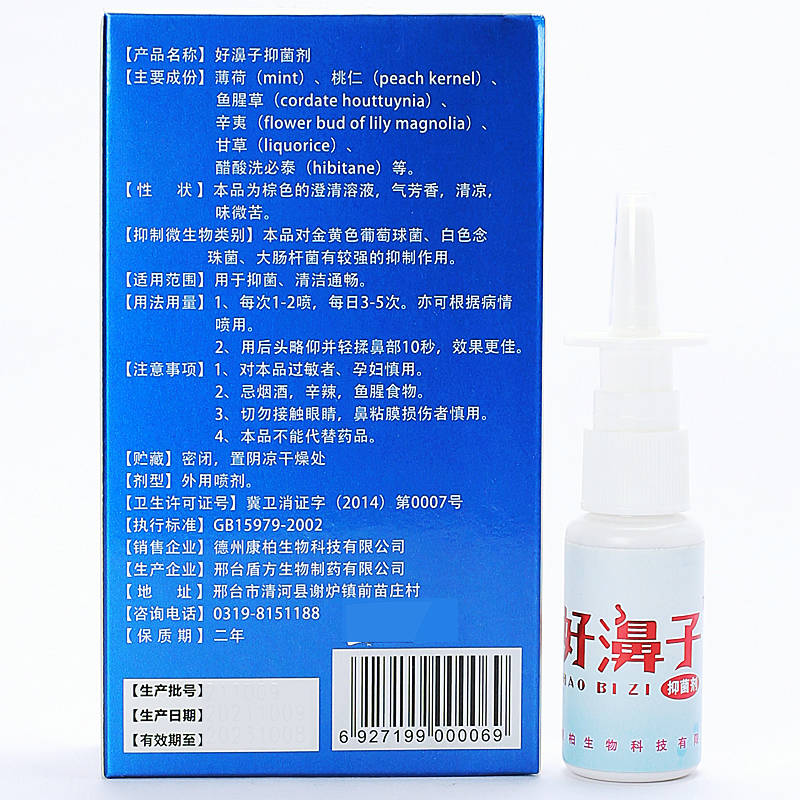 【产品名称】好濞子抑菌剂
【主要成份】薄荷（mint）、桃仁（peach kernel）、
鱼腥草（cordate houttuynia）、
辛夷（flower bud of lily magnolia）、
甘草（liquorice）、
醋酸洗必泰（hibitane）等。
【性　状】本品为棕色的澄清溶液，气芳香，清凉，
味微苦。
【抑制微生物类别】本品对金黄色葡萄球菌、白色念
珠菌、大肠杆菌有较强的抑制作用。
【适用范围】用于抑菌、清洁通畅。
【用法用量】1、每次1-2喷，每日3-5次。亦可根据病情
喷用。
2、用后头略仰并轻揉鼻部10秒，效果更佳。
【注意事项】1、对本品过敏者、孕妇慎用。
2、忌烟酒，辛辣，鱼腥食物。
3、切勿接触眼睛，鼻粘膜损伤者慎用。
4、本品不能代替药品。
【贮藏】密闭，置阴凉干燥处
【剂型】外用喷剂。
【卫生许可证号】冀卫消证字（2014）第0007号
【执行标准】GB15979-2002
【销售企业】德州康柏生物科技有限公司
【生产企业】邢台盾方生物制药有限公司
【地　址】邢台市清河县谢炉镇前苗庄村
【咨询电话】0319-8151188
【保质期】二年
【生产批号】
【生产日期】
【有效期至】
6 927199 000069
好濞子
HAO BI ZI
抑菌剂
柏生物科技有限